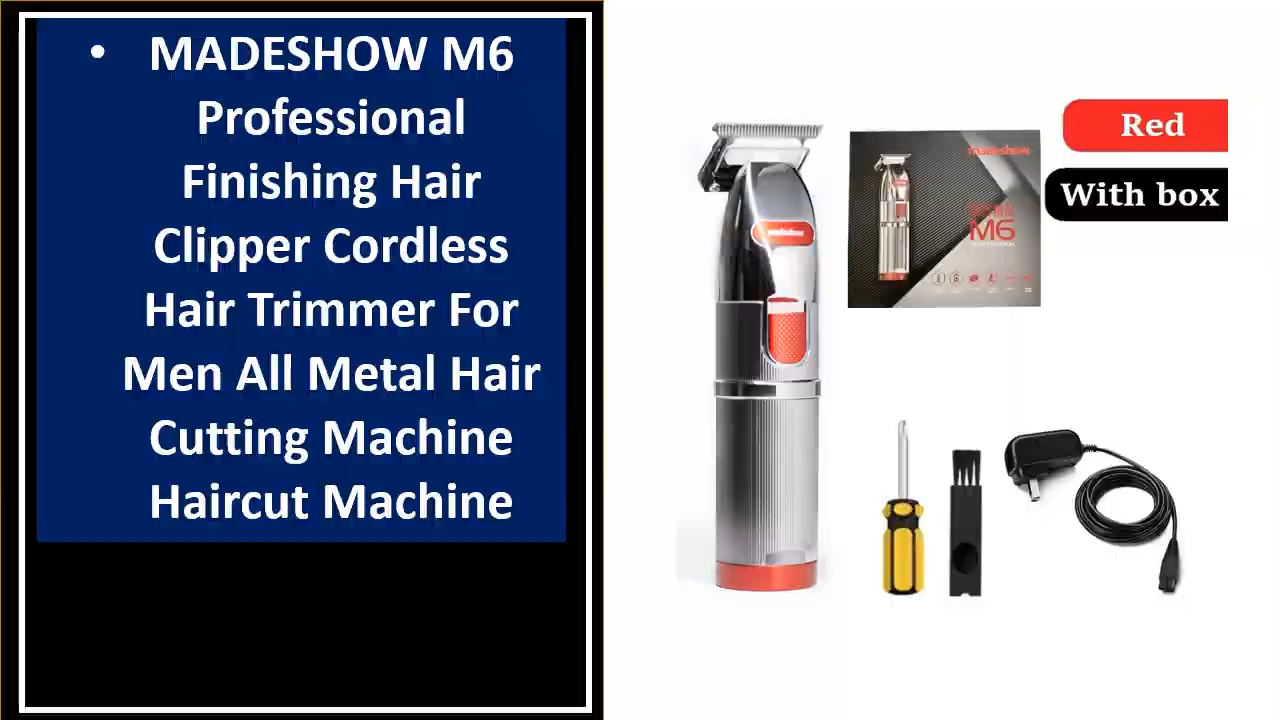 • MADESHOW M6
Professional
Finishing Hair
Clipper Cordless
Hair Trimmer For
Men All Metal Hair
Cutting Machine
Haircut Machine
Red
With box
madeshow
M6